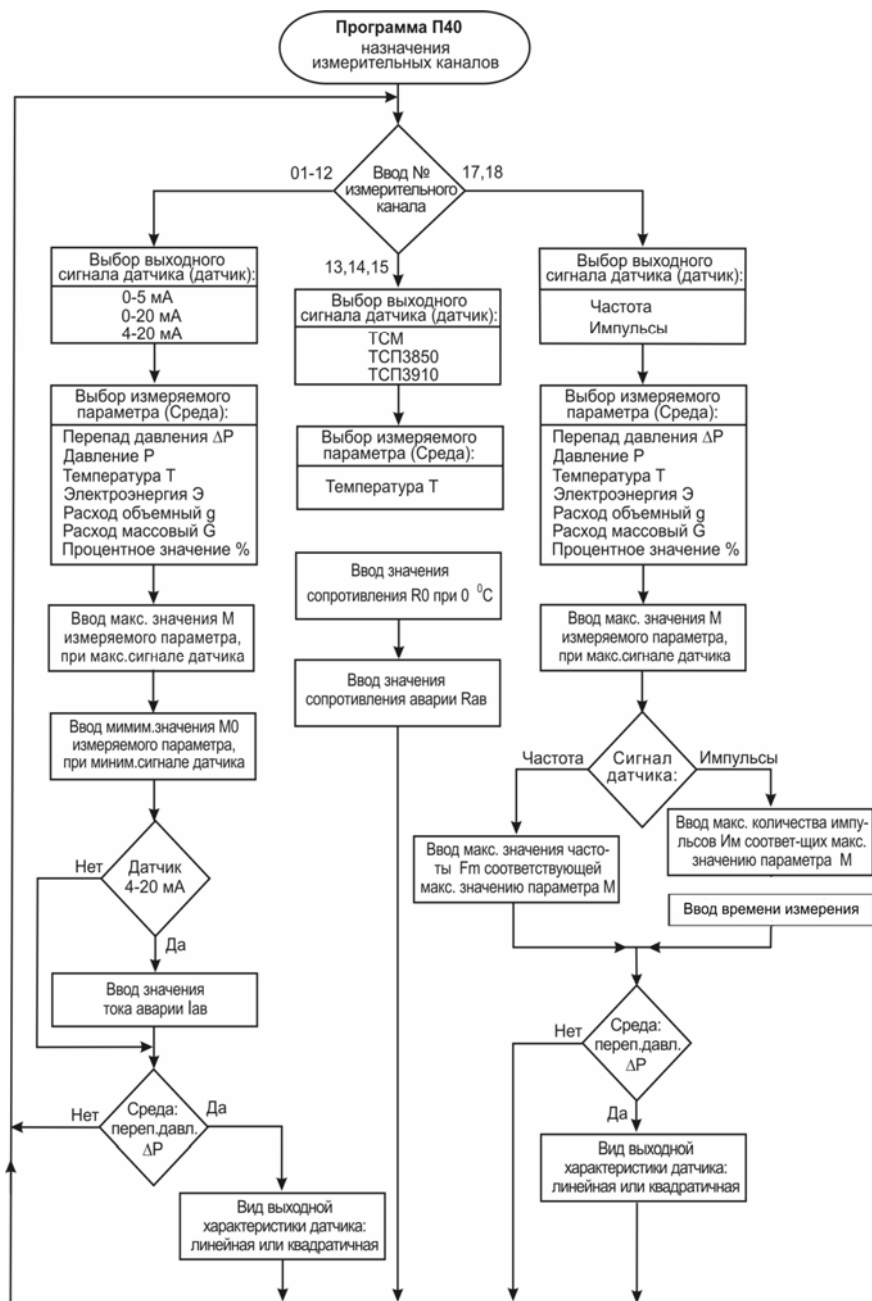 Программа П40
назначения
измерительных каналов
Ввод №
измерительного
канала
01-12
17,18
13,14,15
Выбор выходного
сигнала датчика (датчик):
0-5 мА
0-20 мА
4-20 мА
Выбор измеряемого
параметра (Среда):
Перепад давления ΔР
Давление Р
Температура Т
Электроэнергия Э
Расход объемный g
Расход массовый G
Процентное значение %
Ввод макс. значения М
измеряемого параметра,
при макс.сигнале датчика
Ввод мимим.значения М0
измеряемого параметра,
при миним.сигнале датчика
Датчик
4-20 мА
Нет
Да
Ввод значения
тока аварии Iав
Среда:
переп.давл.
ΔР
Нет
Да
Вид выходной
характеристики датчика:
линейная или квадратичная
Выбор выходного
сигнала датчика (датчик):
ТСМ
ТСП3850
ТСП3910
Выбор измеряемого
параметра (Среда):
Температура Т
Ввод значения
сопротивления R0 при 0 ⁰С
Ввод значения
сопротивления аварии Rав
Выбор выходного
сигнала датчика (датчик):
Частота
Импульсы
Выбор измеряемого
параметра (Среда):
Перепад давления ΔР
Давление Р
Температура Т
Электроэнергия Э
Расход объемный g
Расход массовый G
Процентное значение %
Ввод макс. значения М
измеряемого параметра,
при макс.сигнале датчика
Сигнал
датчика:
Частота
Импульсы
Ввод макс. значения часто-
ты Fm соответствующей
макс. значению параметра М
Ввод макс. количества импу-
льсов Им соответ-щих макс.
значению параметра М
Ввод времени измерения
Среда:
переп.давл.
ΔР
Нет
Да
Вид выходной
характеристики датчика:
линейная или квадратичная